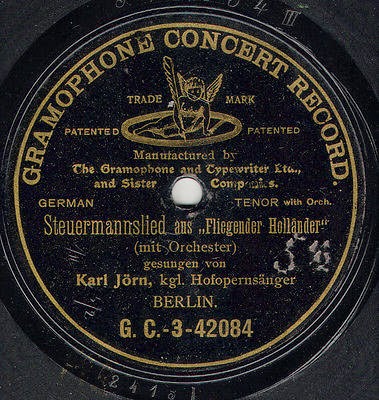 GRAMOPHONE CONCERT RECORD.
TRADE MARK
PATENTED PATENTED
Manufactured by
The Gramophone and Typewriter Ltd.,
and Sister Companies.
GERMAN TENOR with Orch.
Steuermannslied aus „Fliegender Holländer"
(mit Orchester)
gesungen von
Karl Jörn, kgl. Hofopernsänger
BERLIN.
G. C.-3-42084